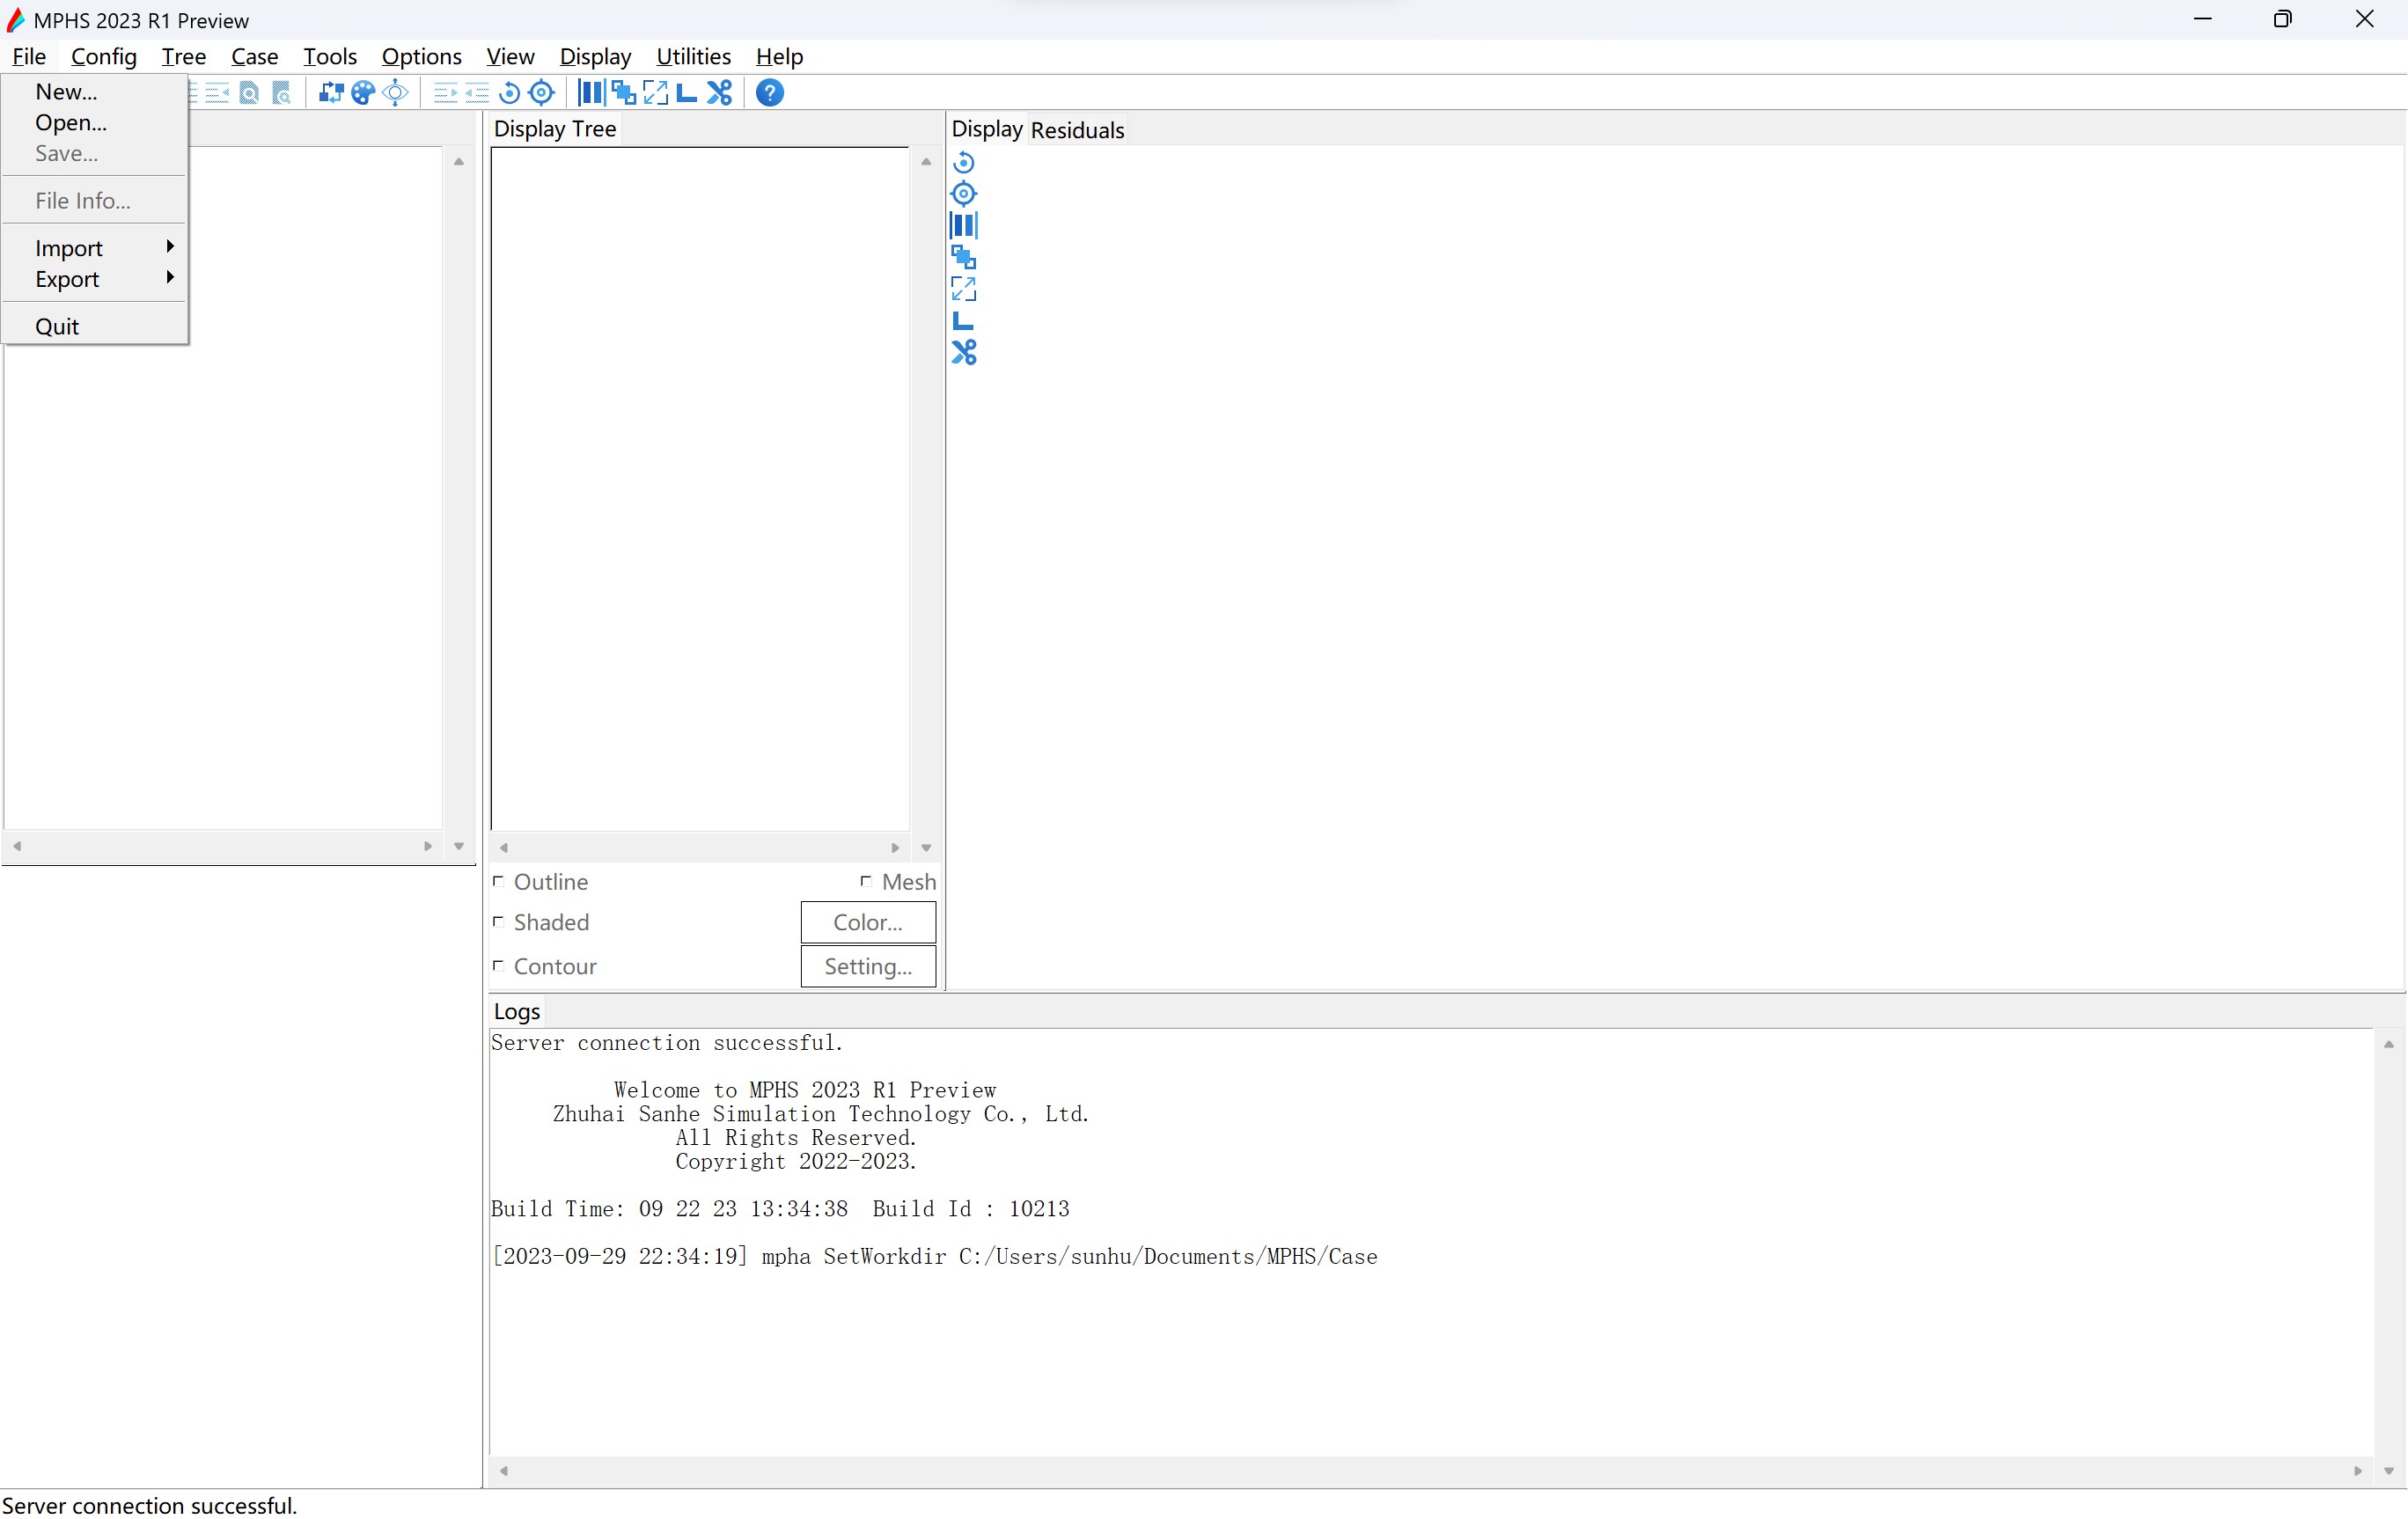 MPHS 2023 R1 Preview
File Config Tree Case Tools Options View Display Utilities Help
New...
Open...
Save...
File Info...
Import
Export
Quit
Display Tree
Outline
Mesh
Shaded
Color...
Contour
Setting...
Display Residuals
Logs
Server connection successful.
Welcome to MPHS 2023 R1 Preview
Zhuhai Sanhe Simulation Technology Co., Ltd.
All Rights Reserved.
Copyright 2022-2023.
Build Time: 09 22 23 13:34:38 Build Id : 10213
[2023-09-29 22:34:19] mpha SetWorkdir C:/Users/sunhu/Documents/MPHS/Case
Server connection successful.